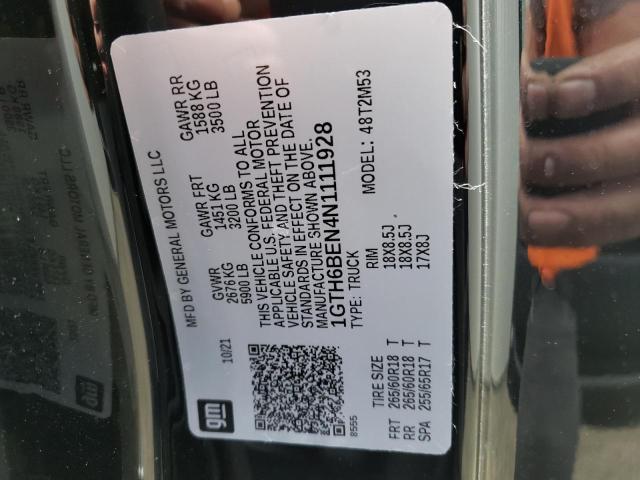 MFD BY GENERAL MOTORS LLC
gm
10/21
GVWR GAWR FRT GAWR RR
2676 KG 1451 KG 1588 KG
5900 LB 3200 LB 3500 LB
THIS VEHICLE CONFORMS TO ALL
APPLICABLE U.S. FEDERAL MOTOR
VEHICLE SAFETY AND THEFT PREVENTION
STANDARDS IN EFFECT ON THE DATE OF
MANUFACTURE SHOWN ABOVE.
1GTH6BEN4N1111928
TYPE: TRUCK MODEL: 48T2M53
8555
TIRE SIZE RIM
FRT 265/60R18 T 18X8.5J
RR 265/60R18 T 18X8.5J
SPA 255/65R17 T 17X8J